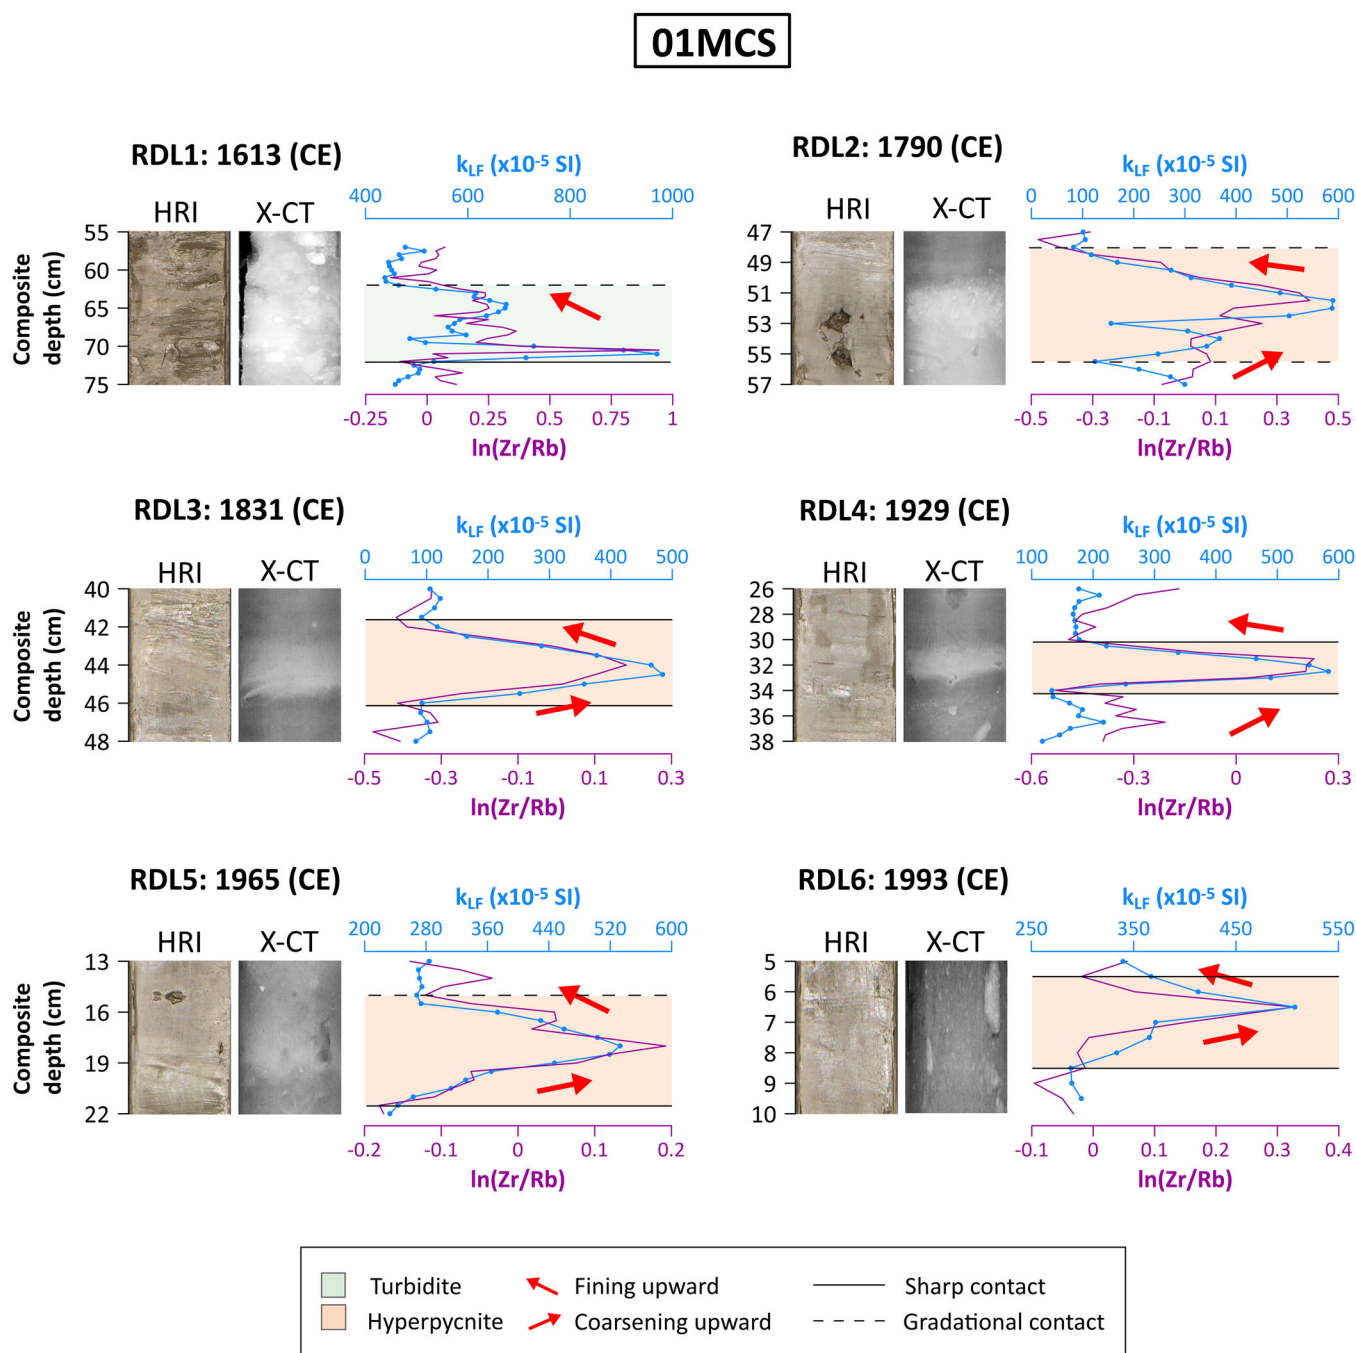 01MCS
RDL1: 1613 (CE)
HRI
X-CT
k_LF (x10⁻⁵ SI)
400 600 800 1000
Composite depth (cm)
55
60
65
70
75
-0.25 0 0.25 0.5 0.75 1
ln(Zr/Rb)
RDL2: 1790 (CE)
HRI
X-CT
k_LF (x10⁻⁵ SI)
0 100 200 300 400 500 600
47
49
51
53
55
57
-0.5 -0.3 -0.1 0.1 0.3 0.5
ln(Zr/Rb)
RDL3: 1831 (CE)
HRI
X-CT
k_LF (x10⁻⁵ SI)
0 100 200 300 400 500
Composite depth (cm)
40
42
44
46
48
-0.5 -0.3 -0.1 0.1 0.3
ln(Zr/Rb)
RDL4: 1929 (CE)
HRI
X-CT
k_LF (x10⁻⁵ SI)
100 200 300 400 500 600
26
28
30
32
34
36
38
-0.6 -0.3 0 0.3
ln(Zr/Rb)
RDL5: 1965 (CE)
HRI
X-CT
k_LF (x10⁻⁵ SI)
200 280 360 440 520 600
Composite depth (cm)
13
16
19
22
-0.2 -0.1 0 0.1 0.2
ln(Zr/Rb)
RDL6: 1993 (CE)
HRI
X-CT
k_LF (x10⁻⁵ SI)
250 350 450 550
5
6
7
8
9
10
-0.1 0 0.1 0.2 0.3 0.4
ln(Zr/Rb)
Turbidite Fining upward Sharp contact
Hyperpycnite Coarsening upward Gradational contact